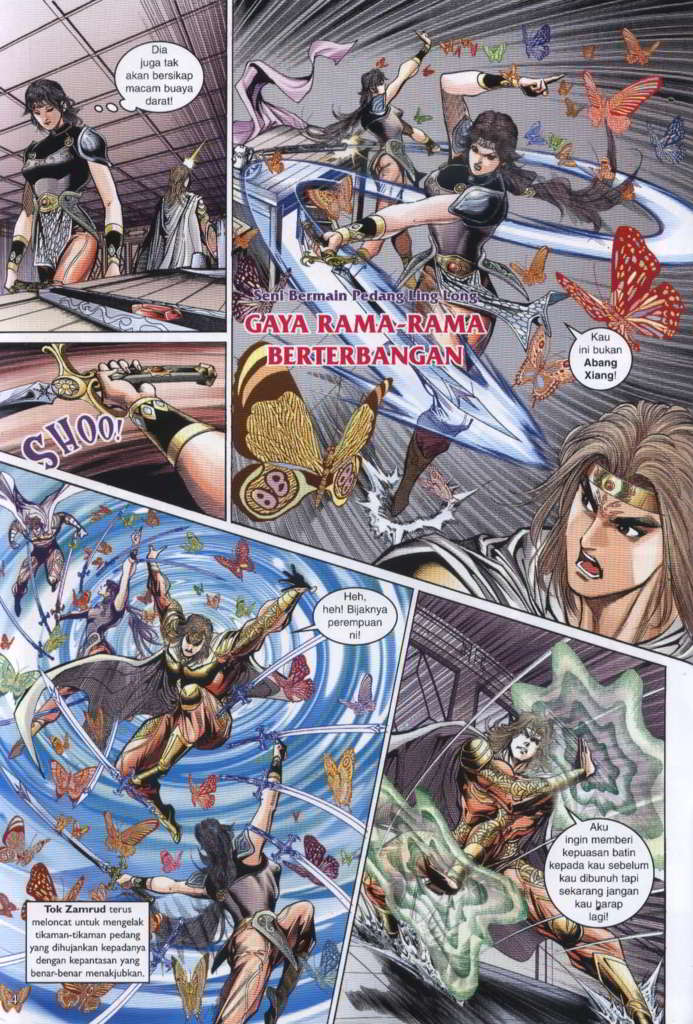 Dia
juga tak
akan bersikap
macam buaya
darat!
Seni Bermain Pedang Ling Long
GAYA RAMA-RAMA
BERTERBANGAN
Kau
ini bukan
Abang
Xiang!
SHOO!
Heh,
heh! Bijaknya
perempuan
ni!
Tok Zamrud terus
meloncat untuk mengelak
tikaman-tikaman pedang
yang dihujankan kepadanya
dengan kepantasan yang
benar-benar menakjubkan.
Aku
ingin memberi
kepuasan batin
kepada kau sebelum
kau dibunuh tapi
sekarang jangan
kau harap
lagi!
4